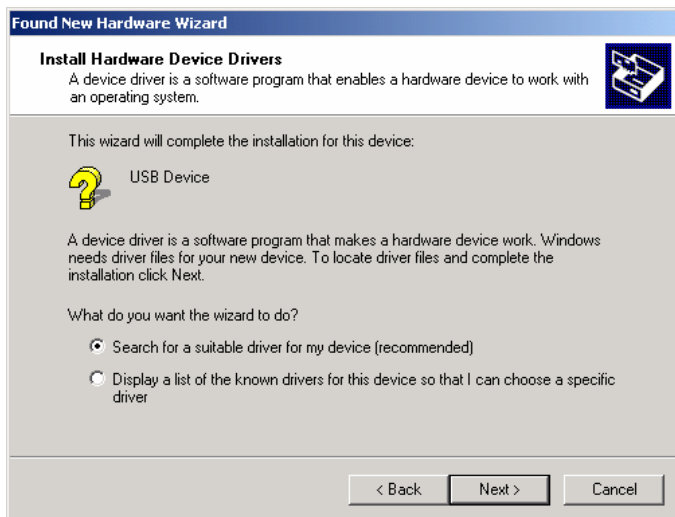 Found New Hardware Wizard
Install Hardware Device Drivers
A device driver is a software program that enables a hardware device to work with
an operating system.
This wizard will complete the installation for this device:
USB Device
A device driver is a software program that makes a hardware device work. Windows
needs driver files for your new device. To locate driver files and complete the
installation click Next.
What do you want the wizard to do?
Search for a suitable driver for my device (recommended)
Display a list of the known drivers for this device so that I can choose a specific
driver
< Back Next > Cancel